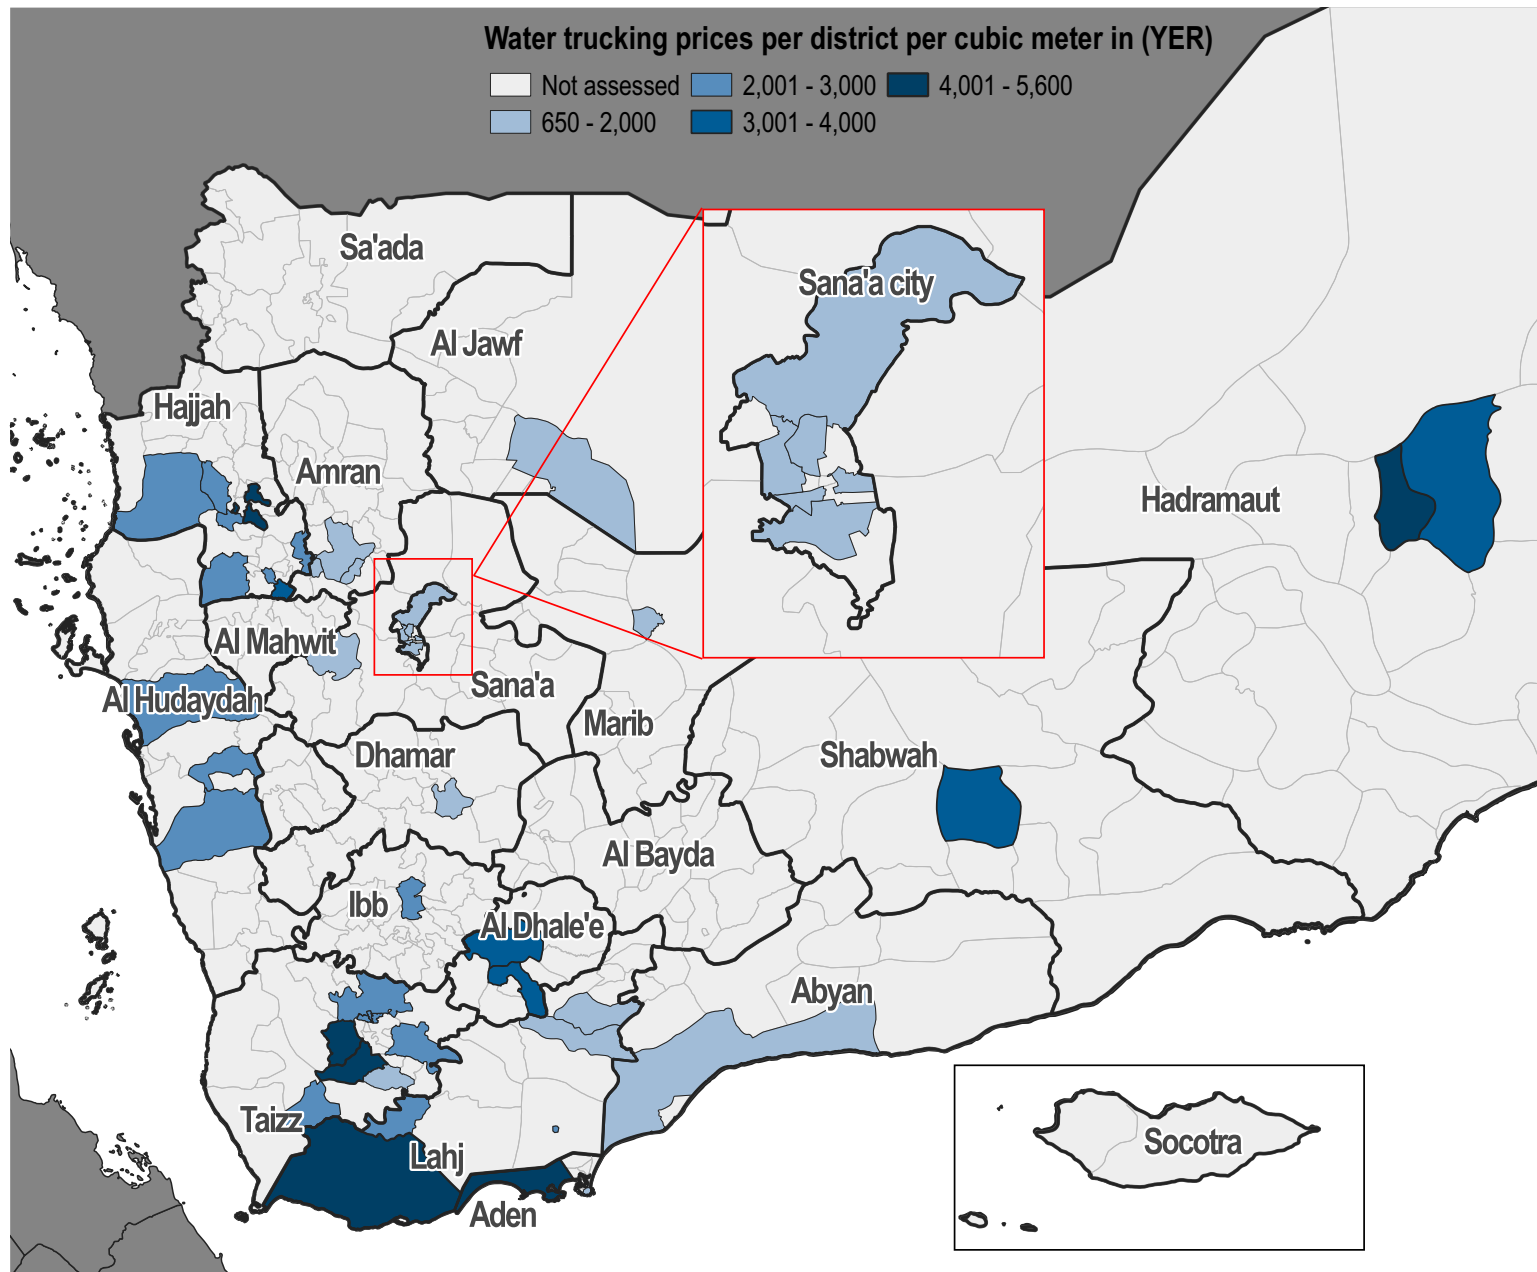 Water trucking prices per district per cubic meter in (YER)
Not assessed
2,001 - 3,000
4,001 - 5,600
650 - 2,000
3,001 - 4,000
Sa'ada
Sana'a city
Al Jawf
Hajjah
Amran
Hadramaut
Al Mahwit
Sana'a
Al Hudaydah
Marib
Dhamar
Shabwah
Al Bayda
Ibb
Al Dhale'e
Abyan
Taizz
Lahj
Socotra
Aden